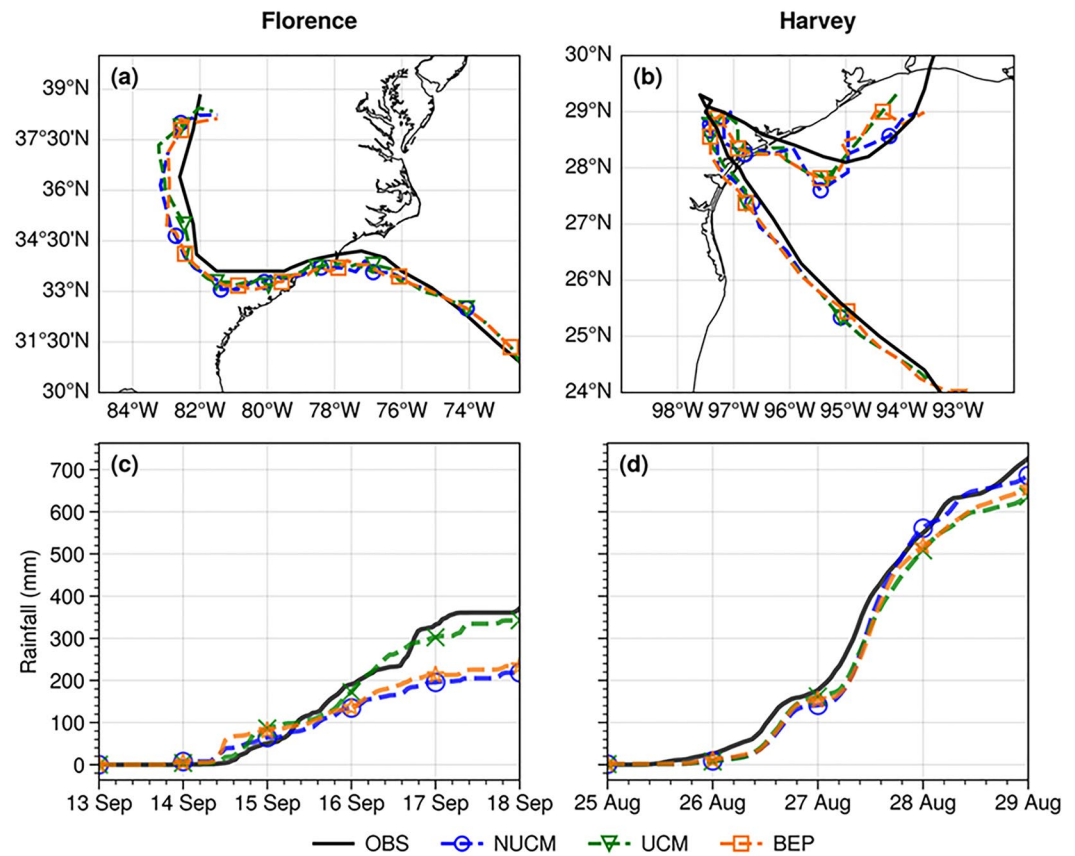 Florence
Harvey
(a)
39°N
37°30'N
36°N
34°30'N
33°N
31°30'N
30°N
84°W 82°W 80°W 78°W 76°W 74°W
(b)
30°N
29°N
28°N
27°N
26°N
25°N
24°N
98°W 97°W 96°W 95°W 94°W 93°W
(c)
Rainfall (mm)
700
600
500
400
300
200
100
0
13 Sep 14 Sep 15 Sep 16 Sep 17 Sep 18 Sep
(d)
25 Aug 26 Aug 27 Aug 28 Aug 29 Aug
OBS NUCM UCM BEP